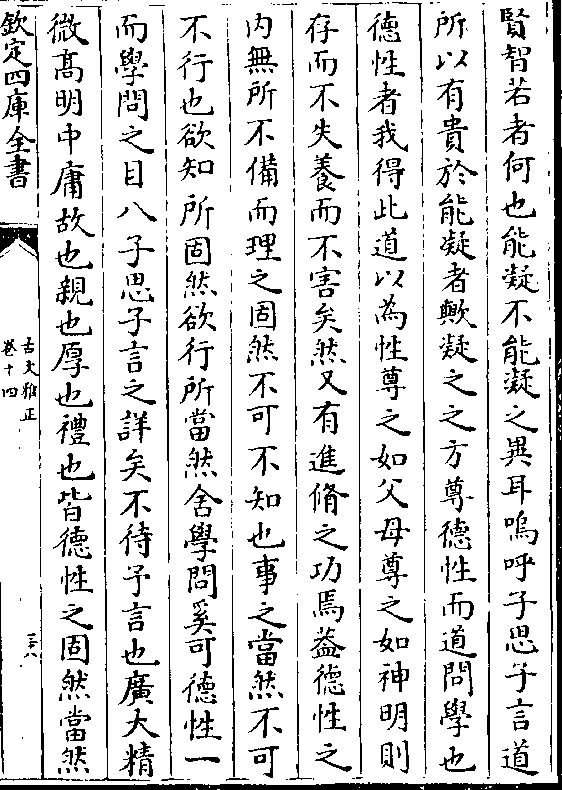 賢智若者何也能凝不能凝之異耳嗚呼子思子言道
所以有貴於能凝者歟凝之之方尊德性而道問學也
德性者我得此道以為性尊之如父母尊之如神明則
存而不失養而不害矣然又有進脩之功焉葢德性之
内無所不備而理之固然不可不知也事之當然不可
不行也欲知所固然欲行所當然舍學問奚可德性一
而學問之目八子思子言之詳矣不待予言也廣大精
微髙明中庸故也親也厚也禮也皆德性之固然當然
欽定四庫全書
古文雅正
卷十四
三十八